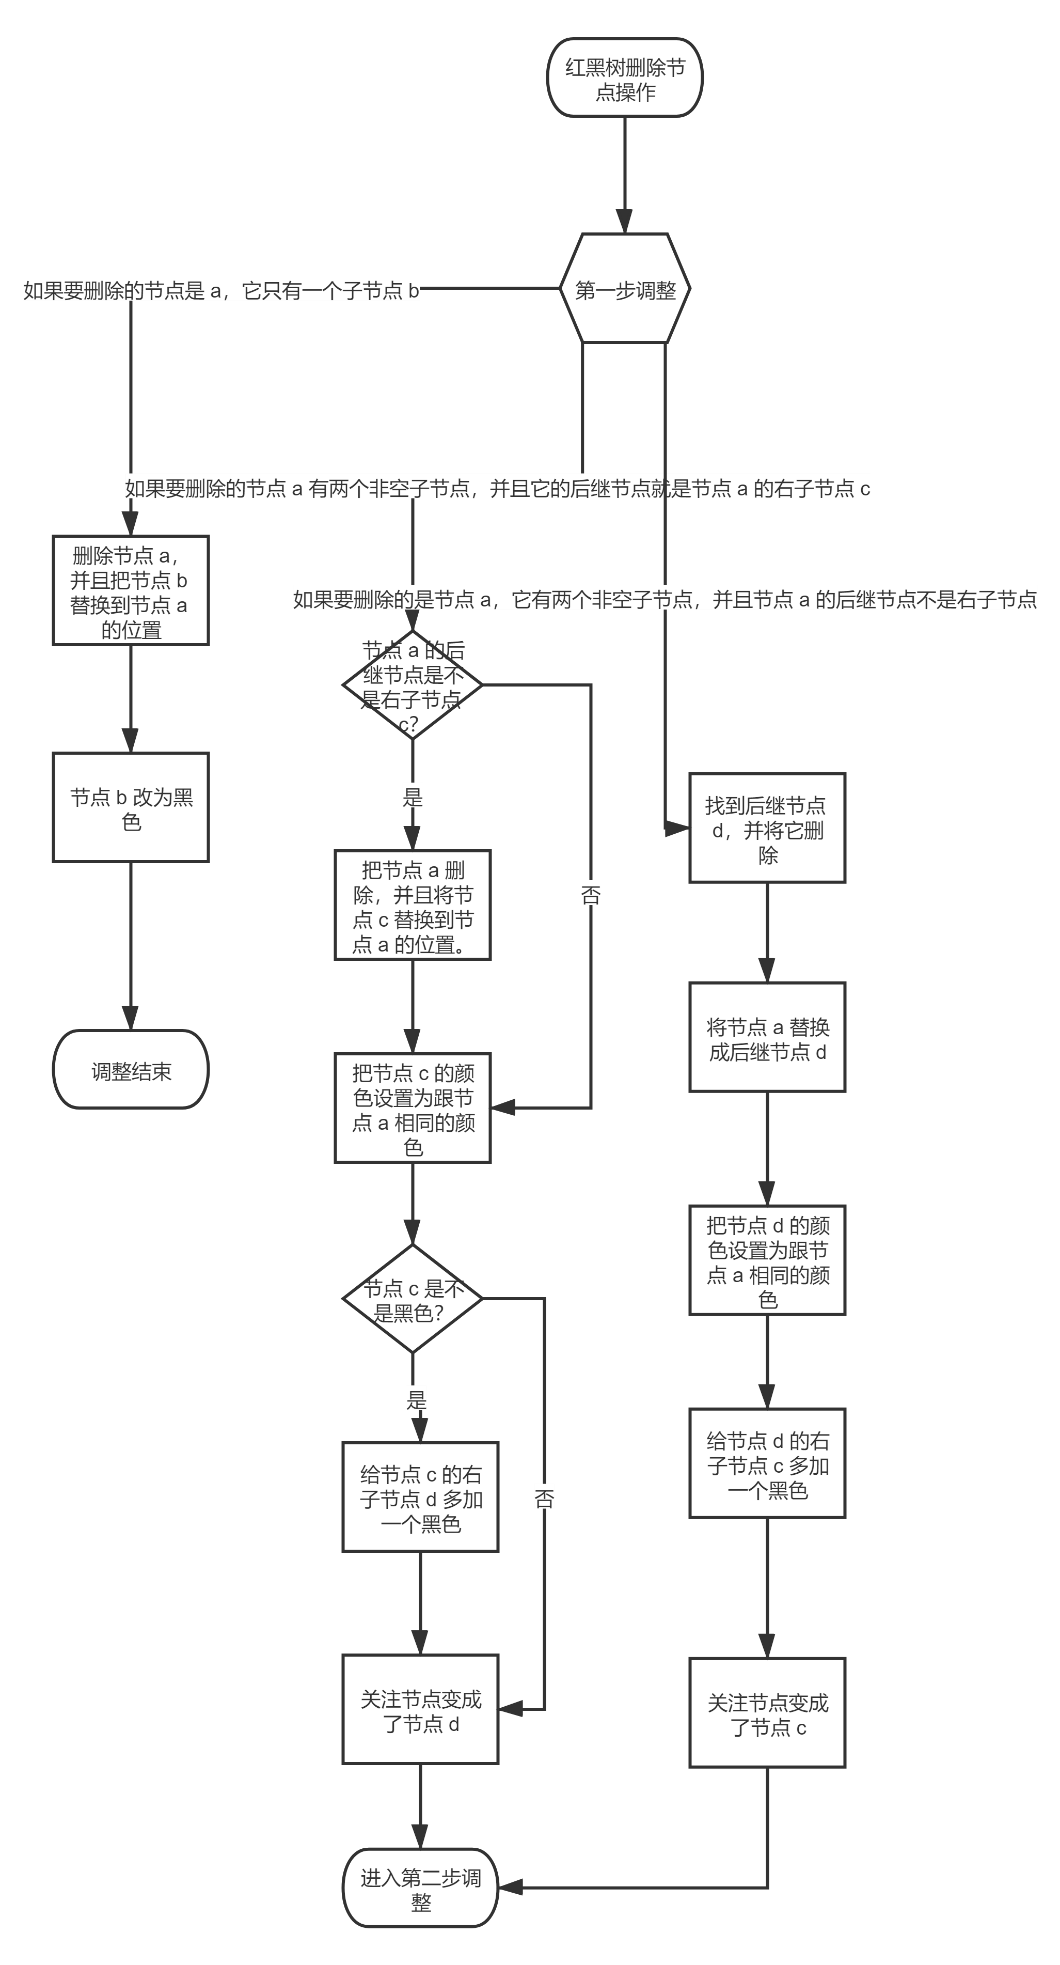 红黑树删除节
点操作
第一步调整
如果要删除的节点是 a，它只有一个子节点 b
如果要删除的节点 a 有两个非空子节点，并且它的后继节点就是节点 a 的右子节点 c
如果要删除的是节点 a，它有两个非空子节点，并且节点 a 的后继节点不是右子节点
删除节点 a，
并且把节点 b
替换到节点 a
的位置
节点 b 改为黑
色
调整结束
节点 a 的后
继节点是不
是右子节点
c？
是
否
把节点 a 删
除，并且将节
点 c 替换到节
点 a 的位置。
把节点 c 的颜
色设置为跟节
点 a 相同的颜
色
节点 c 是不
是黑色？
是
否
给节点 c 的右
子节点 d 多加
一个黑色
关注节点变成
了节点 d
进入第二步调
整
找到后继节点
d，并将它删
除
将节点 a 替换
成后继节点 d
把节点 d 的颜
色设置为跟节
点 a 相同的颜
色
给节点 d 的右
子节点 c 多加
一个黑色
关注节点变成
了节点 c